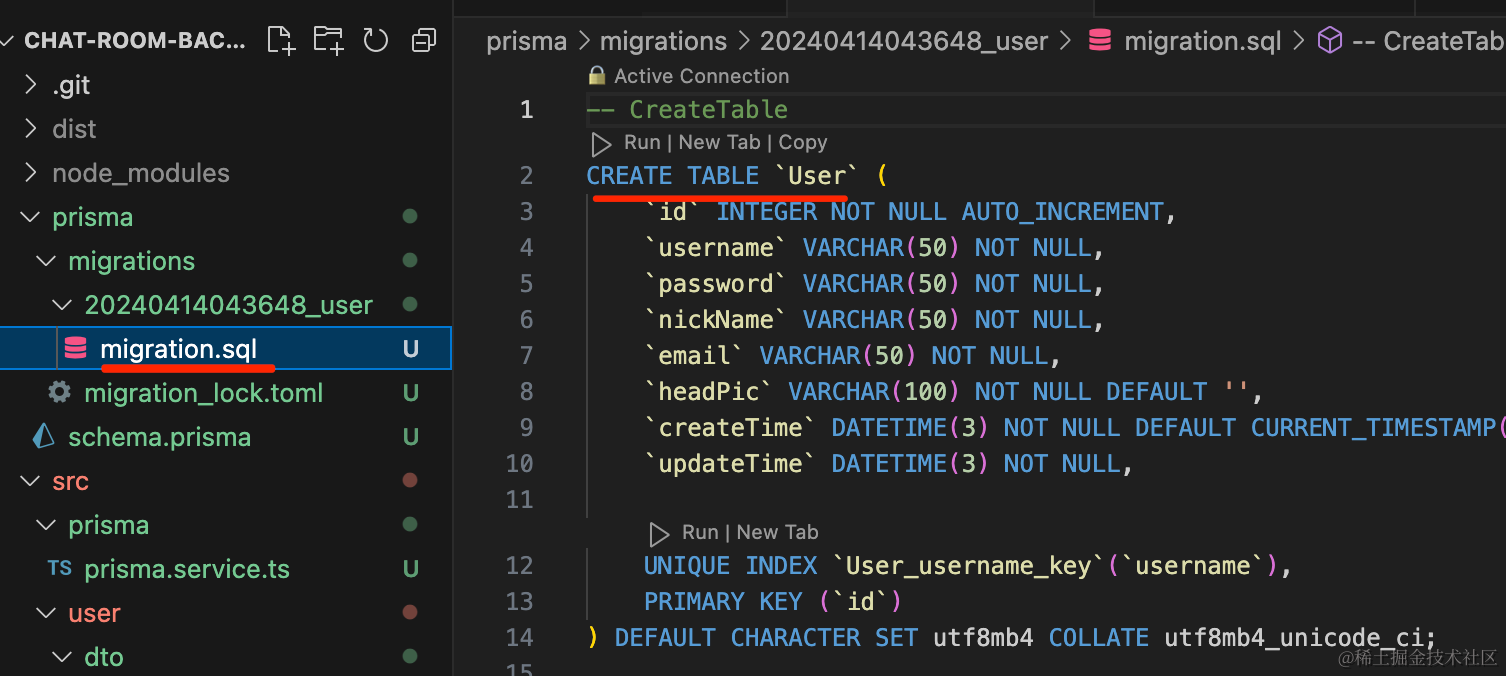 CHAT-ROOM-BAC...
.git
dist
node_modules
prisma
migrations
20240414043648_user
migration.sql U
migration_lock.toml U
schema.prisma U
src
prisma
TS prisma.service.ts U
user
dto
prisma > migrations > 20240414043648_user > migration.sql > -- CreateTab
Active Connection
1 -- CreateTable
Run | New Tab | Copy
2 CREATE TABLE `User` (
3 `id` INTEGER NOT NULL AUTO_INCREMENT,
4 `username` VARCHAR(50) NOT NULL,
5 `password` VARCHAR(50) NOT NULL,
6 `nickName` VARCHAR(50) NOT NULL,
7 `email` VARCHAR(50) NOT NULL,
8 `headPic` VARCHAR(100) NOT NULL DEFAULT '',
9 `createTime` DATETIME(3) NOT NULL DEFAULT CURRENT_TIMESTAMP(
10 `updateTime` DATETIME(3) NOT NULL,
11
Run | New Tab
12 UNIQUE INDEX `User_username_key`(`username`),
13 PRIMARY KEY (`id`)
14 ) DEFAULT CHARACTER SET utf8mb4 COLLATE utf8mb4_unicode_ci;
15
@稀土掘金技术社区